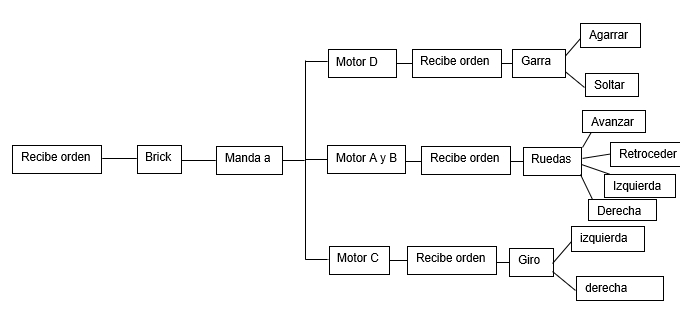 Recibe orden
Brick
Manda a
Motor D
Recibe orden
Garra
Agarrar
Soltar
Motor A y B
Recibe orden
Ruedas
Avanzar
Retroceder
Izquierda
Derecha
Motor C
Recibe orden
Giro
izquierda
derecha